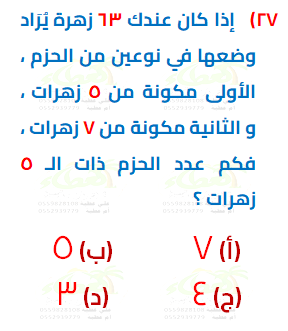 ٢٧) إذا كان عندك ٦٣ زهرة يُرَاد
وضعها في نوعين من الحزم ،
الأولى مكونة من ٥ زهرات ،
و الثانية مكونة من ٧ زهرات ،
فكم عدد الحزم ذات الـ ٥
زهرات ؟
(أ) ٧ (ب) ٥
(ج) ٤ (د) ٣